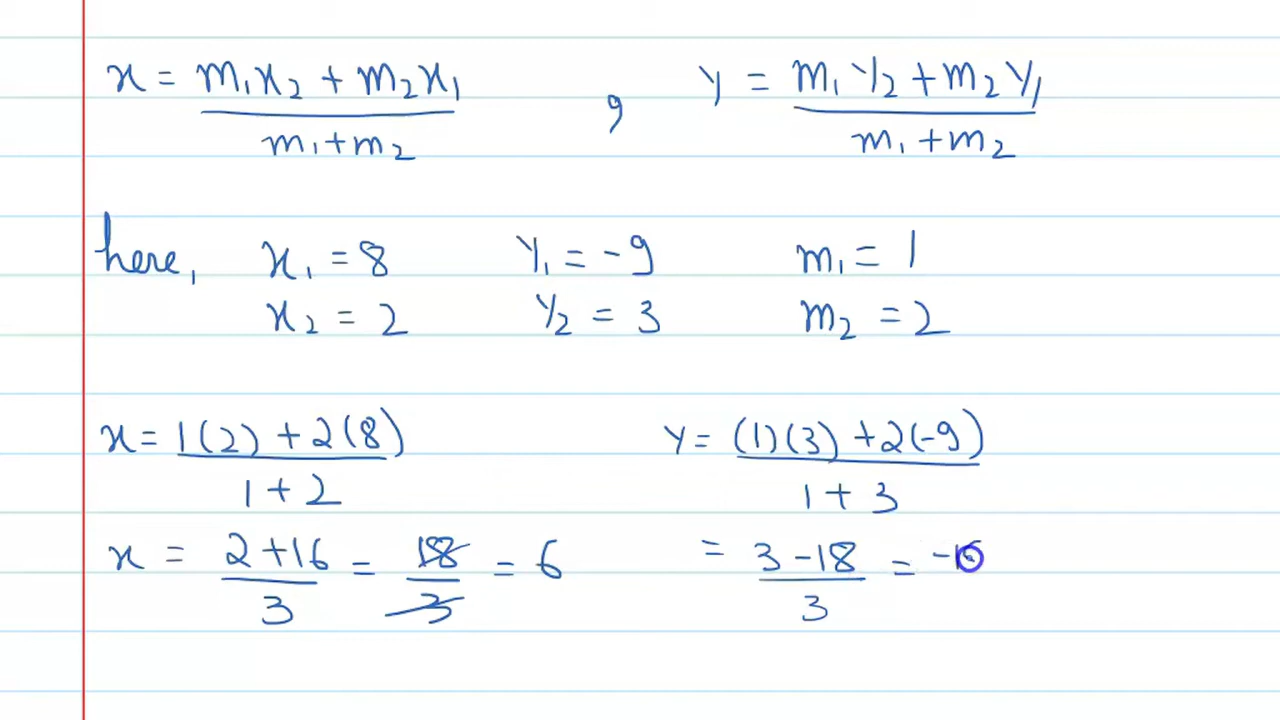 x = m₁x₂ + m₂x₁ / m₁+m₂ , y = m₁y₂ + m₂y₁ / m₁+m₂
here, x₁ = 8 y₁ = -9 m₁ = 1
x₂ = 2 y₂ = 3 m₂ = 2
x = 1(2) + 2(8) / 1 + 2 y = (1)(3) + 2(-9) / 1 + 3
x = 2 + 16 / 3 = 18 / 3 = 6 = 3 - 18 / 3 =